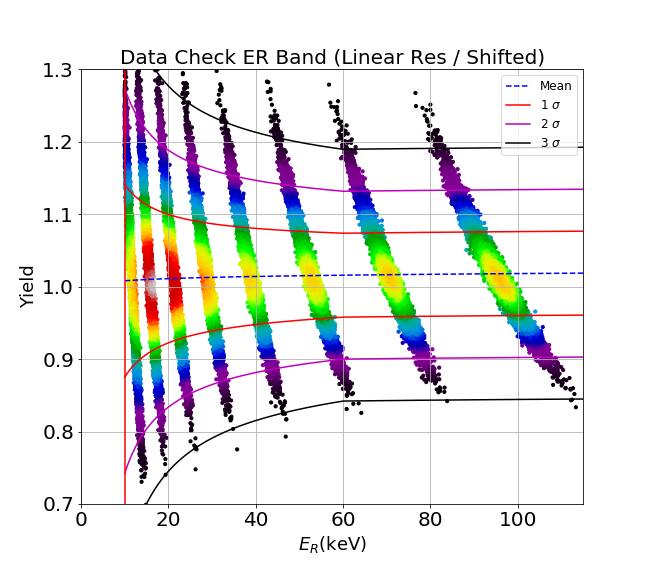 Data Check ER Band (Linear Res / Shifted)
Mean
1 σ
2 σ
3 σ
Yield
1.3
1.2
1.1
1.0
0.9
0.8
0.7
0 20 40 60 80 100
E_R(keV)